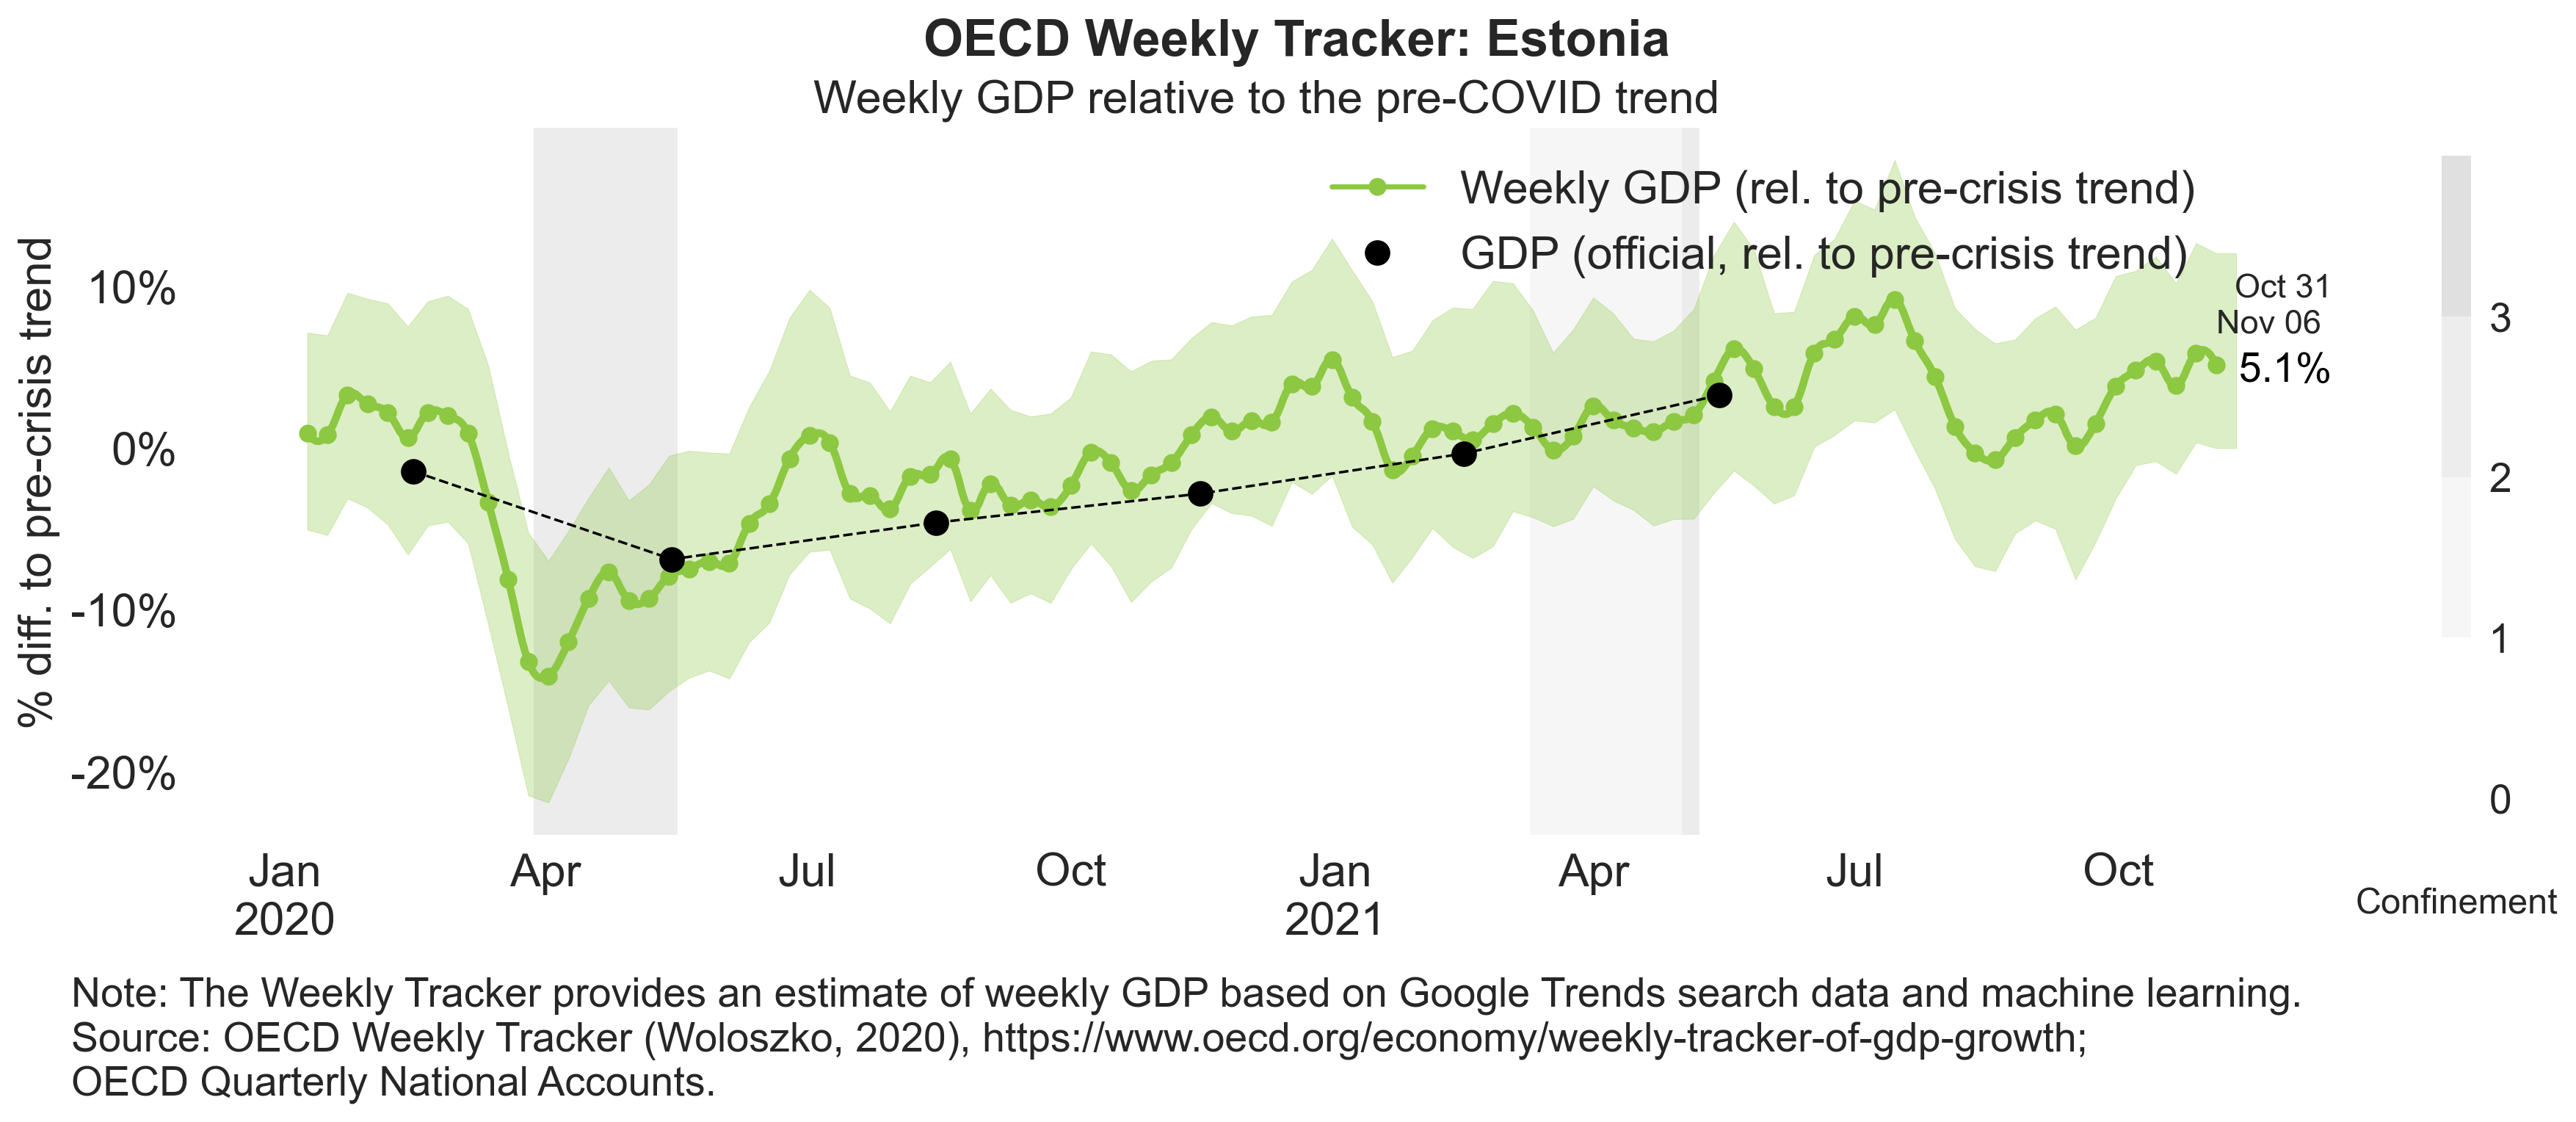 OECD Weekly Tracker: Estonia
Weekly GDP relative to the pre-COVID trend
Weekly GDP (rel. to pre-crisis trend)
GDP (official, rel. to pre-crisis trend)
% diff. to pre-crisis trend
10%
0%
-10%
-20%
Oct 31
Nov 06
5.1%
3
2
1
0
Confinement
Jan
2020
Apr
Jul
Oct
Jan
2021
Apr
Jul
Oct
Note: The Weekly Tracker provides an estimate of weekly GDP based on Google Trends search data and machine learning.
Source: OECD Weekly Tracker (Woloszko, 2020), https://www.oecd.org/economy/weekly-tracker-of-gdp-growth;
OECD Quarterly National Accounts.